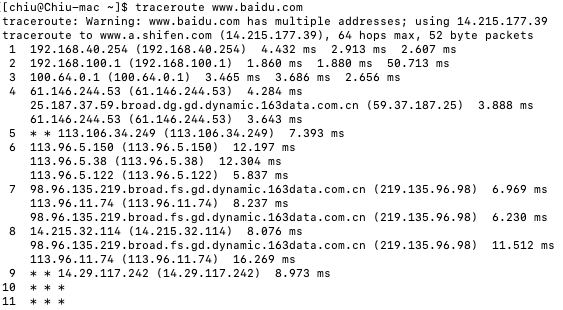 [[chiu@Chiu-mac ~]$ traceroute www.baidu.com
traceroute: Warning: www.baidu.com has multiple addresses; using 14.215.177.39
traceroute to www.a.shifen.com (14.215.177.39), 64 hops max, 52 byte packets
 1  192.168.40.254 (192.168.40.254)  4.432 ms  2.913 ms  2.607 ms
 2  192.168.100.1 (192.168.100.1)  1.860 ms  1.880 ms  50.713 ms
 3  100.64.0.1 (100.64.0.1)  3.465 ms  3.686 ms  2.656 ms
 4  61.146.244.53 (61.146.244.53)  4.284 ms
    25.187.37.59.broad.dg.gd.dynamic.163data.com.cn (59.37.187.25)  3.888 ms
    61.146.244.53 (61.146.244.53)  3.643 ms
 5  * * 113.106.34.249 (113.106.34.249)  7.393 ms
 6  113.96.5.150 (113.96.5.150)  12.197 ms
    113.96.5.38 (113.96.5.38)  12.304 ms
    113.96.5.122 (113.96.5.122)  5.837 ms
 7  98.96.135.219.broad.fs.gd.dynamic.163data.com.cn (219.135.96.98)  6.969 ms
    113.96.11.74 (113.96.11.74)  8.237 ms
    98.96.135.219.broad.fs.gd.dynamic.163data.com.cn (219.135.96.98)  6.230 ms
 8  14.215.32.114 (14.215.32.114)  8.076 ms
    98.96.135.219.broad.fs.gd.dynamic.163data.com.cn (219.135.96.98)  11.512 ms
    113.96.11.74 (113.96.11.74)  16.269 ms
 9  * * 14.29.117.242 (14.29.117.242)  8.973 ms
10  * * *
11  * * *